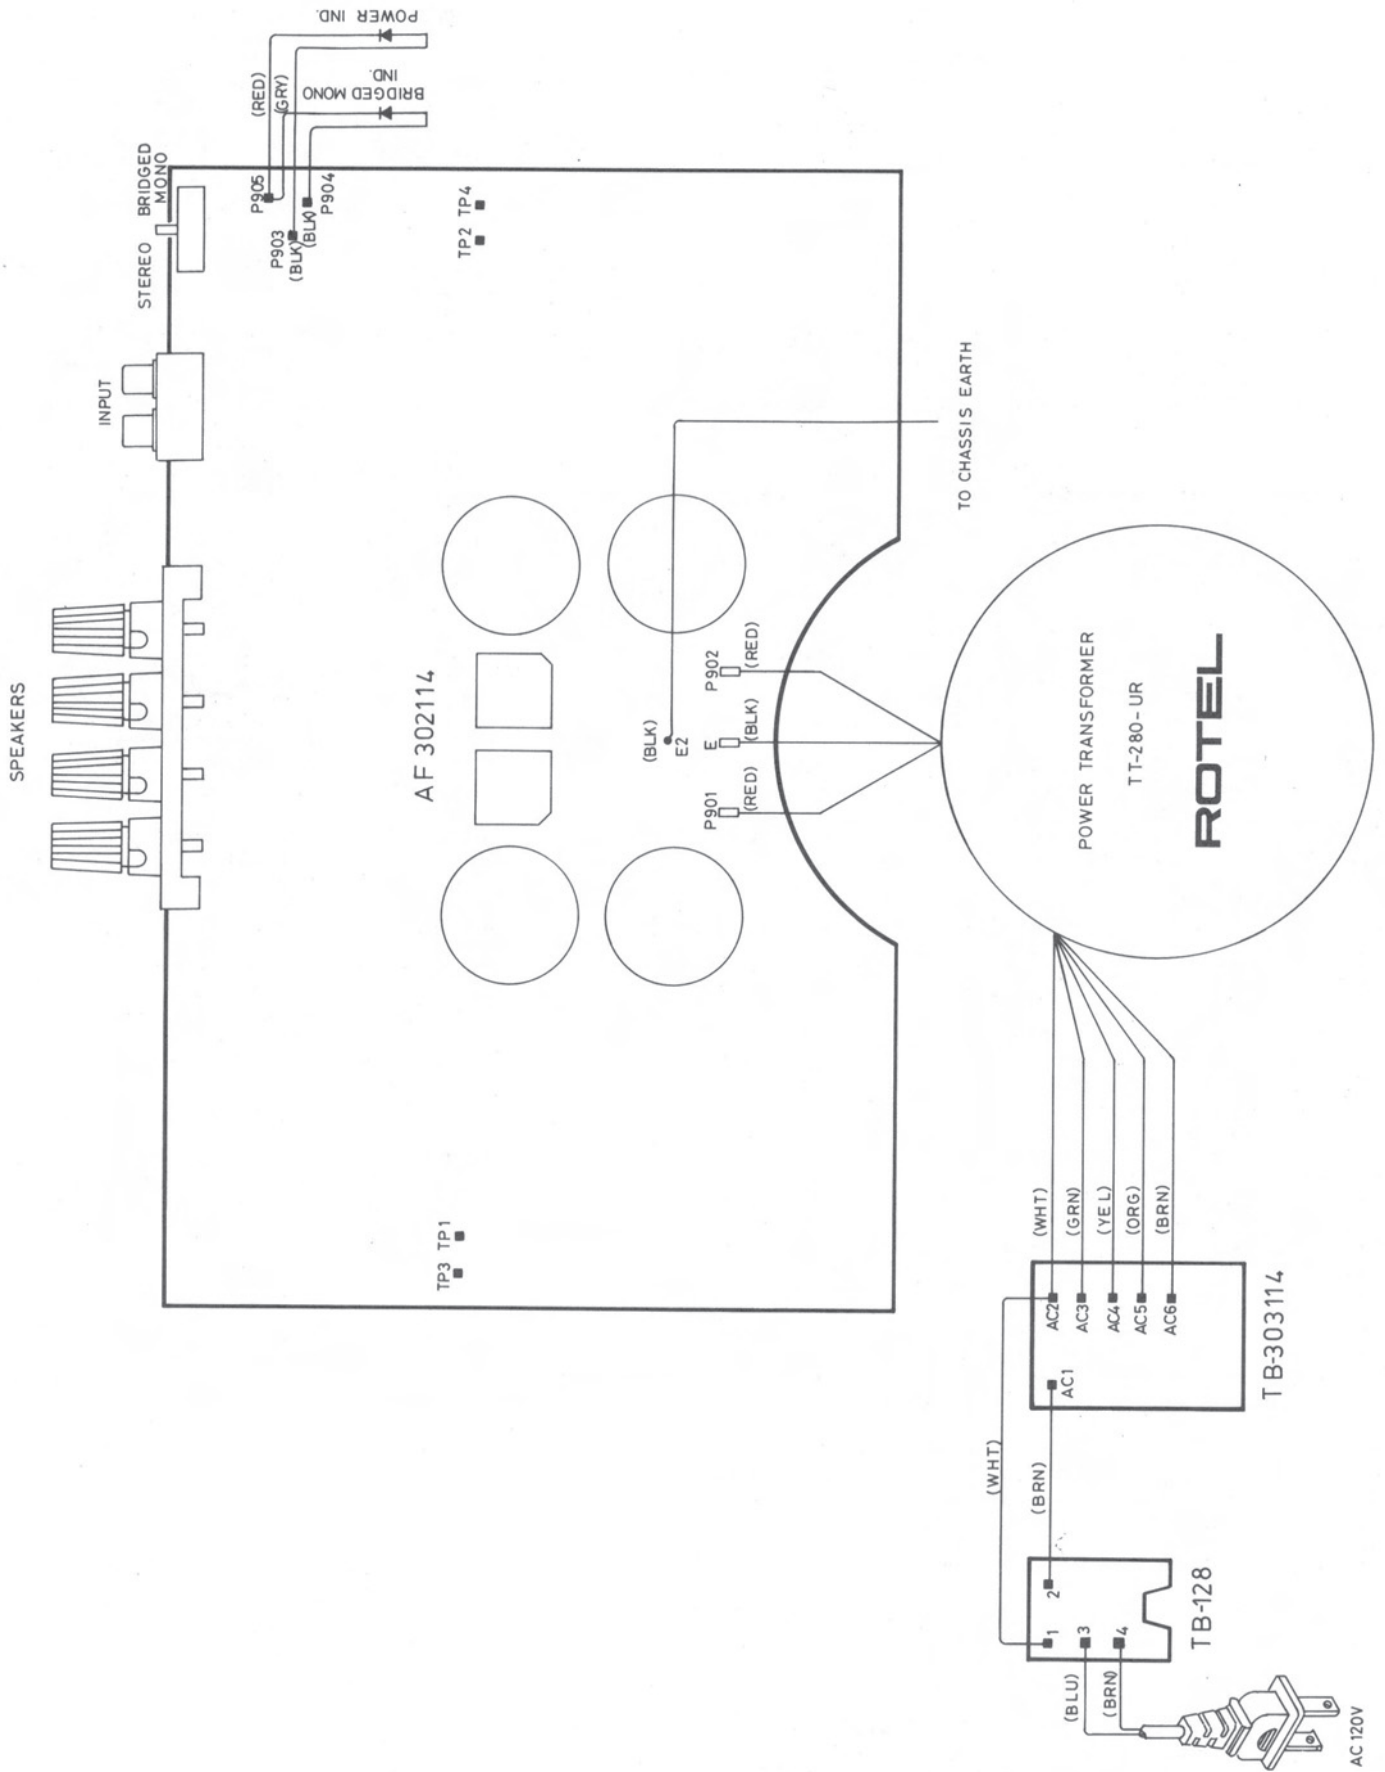 POWER IND.
BRIDGED MONO
IND.
(RED)
(GRY)
P905
P904
P903
(BLK)
(BLK)
STEREO
BRIDGED
MONO
TP2
TP4
INPUT
SPEAKERS
AF 302114
(BLK)
E2
TO CHASSIS EARTH
P901
(RED)
E
(BLK)
P902
(RED)
POWER TRANSFORMER
TT-280-UR
ROTEL
TP3
TP1
(WHT)
(GRN)
(YEL)
(ORG)
(BRN)
AC2
AC3
AC4
AC5
AC6
AC1
TB-303114
(WHT)
(BRN)
2
1
3
4
TB-128
(BLU)
(BRN)
AC 120V